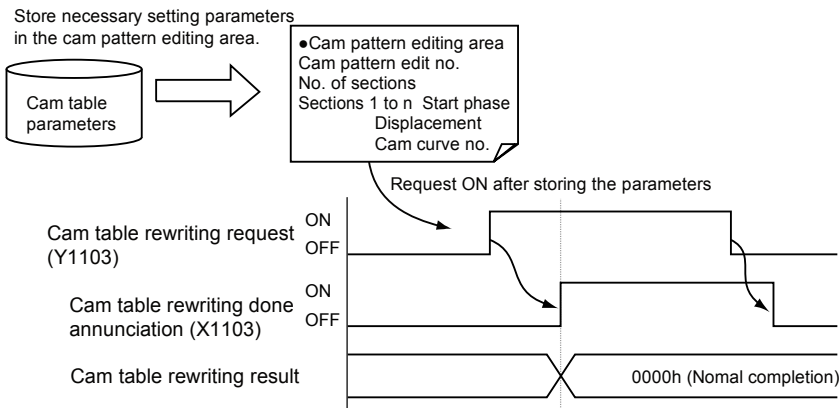 Store necessary setting parameters
in the cam pattern editing area.
Cam table
parameters
●Cam pattern editing area
Cam pattern edit no.
No. of sections
Sections 1 to n Start phase
Displacement
Cam curve no.
Request ON after storing the parameters
Cam table rewriting request
(Y1103)
ON
OFF
Cam table rewriting done
annunciation (X1103)
ON
OFF
Cam table rewriting result
0000h (Nomal completion)